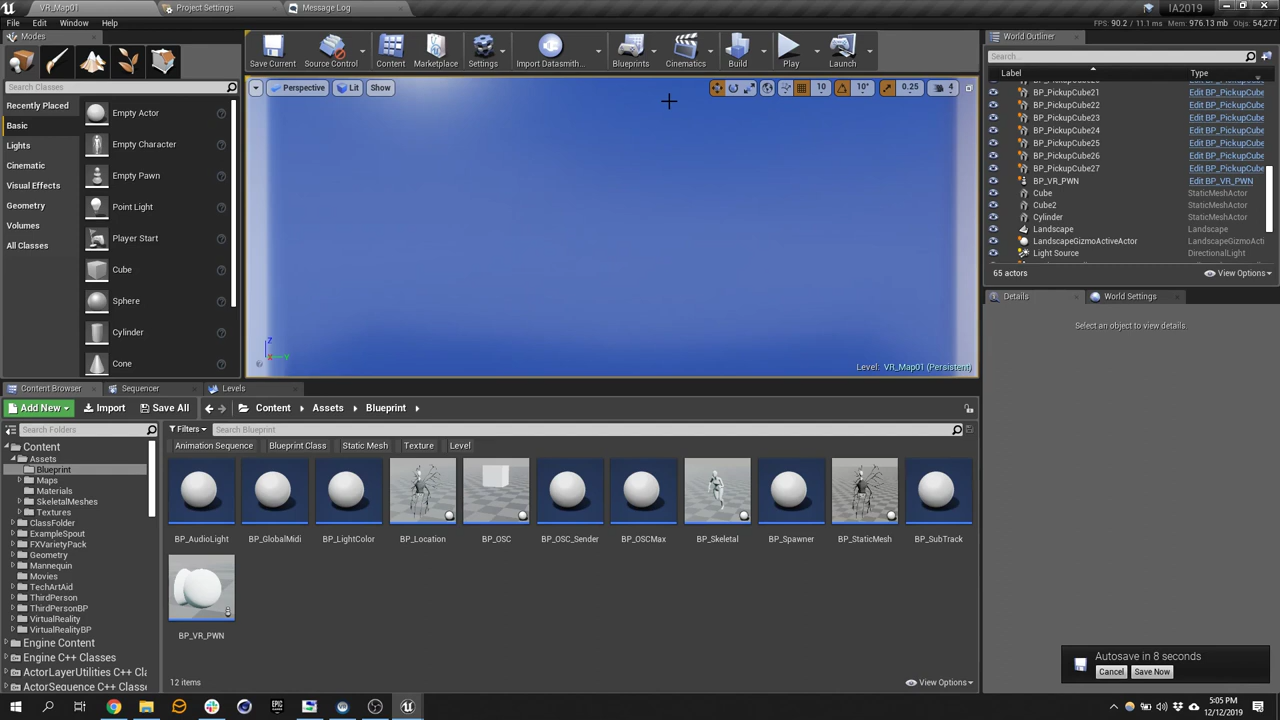 VR_Map01
Project Settings
Message Log
IA2019
File Edit Window Help
FPS: 90.2 / 11.1 ms Mem: 976.13 mb Objs: 54,277
Modes
Search Classes
Recently Placed
Basic
Lights
Cinematic
Visual Effects
Geometry
Volumes
All Classes
Empty Actor
Empty Character
Empty Pawn
Point Light
Player Start
Cube
Sphere
Cylinder
Cone
Save Current
Source Control
Content
Marketplace
Settings
Import Datasmith...
Blueprints
Cinematics
Build
Play
Launch
Perspective
Lit
Show
10
10°
0.25
4
Z
X
Y
Level: VR_Map01 (Persistent)
World Outliner
Search...
Label Type
BP_PickupCube21 Edit BP_PickupCube
BP_PickupCube22 Edit BP_PickupCube
BP_PickupCube23 Edit BP_PickupCube
BP_PickupCube24 Edit BP_PickupCube
BP_PickupCube25 Edit BP_PickupCube
BP_PickupCube26 Edit BP_PickupCube
BP_PickupCube27 Edit BP_PickupCube
BP_VR_PWN Edit BP_VR_PWN
Cube StaticMeshActor
Cube2 StaticMeshActor
Cylinder StaticMeshActor
Landscape Landscape
LandscapeGizmoActiveActor LandscapeGizmoActi
Light Source DirectionalLight
65 actors
View Options
Details
World Settings
Select an object to view details.
Content Browser
Sequencer
Levels
Add New
Import
Save All
Content
Assets
Blueprint
Search Folders
Filters
Search Blueprint
Animation Sequence
Blueprint Class
Static Mesh
Texture
Level
Content
Assets
Blueprint
Maps
Materials
SkeletalMeshes
Textures
ClassFolder
ExampleSpout
FXVarietyPack
Geometry
Mannequin
Movies
TechArtAid
ThirdPerson
ThirdPersonBP
VirtualReality
VirtualRealityBP
Engine Content
Engine C++ Classes
ActorLayerUtilities C++ Cla
ActorSequence C++ Classe
BP_AudioLight
BP_GlobalMidi
BP_LightColor
BP_Location
BP_OSC
BP_OSC_Sender
BP_OSCMax
BP_Skeletal
BP_Spawner
BP_StaticMesh
BP_SubTrack
BP_VR_PWN
12 items
View Options
Autosave in 8 seconds
Cancel
Save Now
5:05 PM
12/12/2019